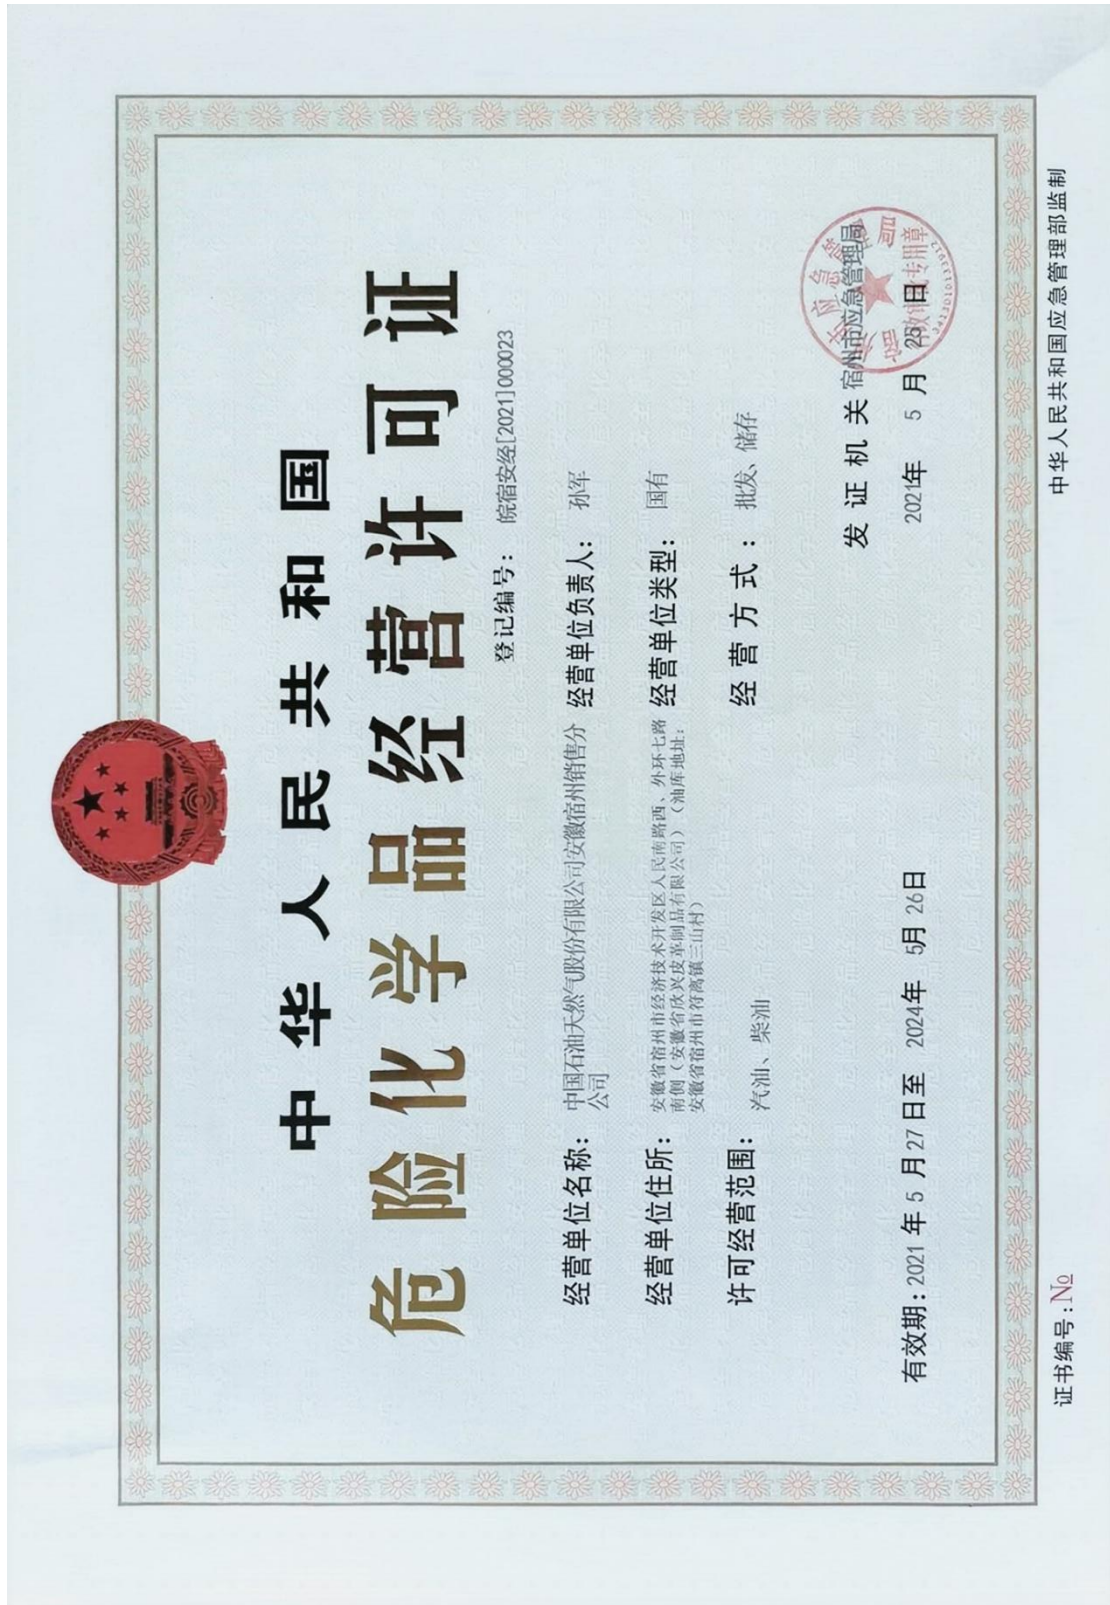 中华人民共和国
危险化学品经营许可证
登记编号：皖宿安经[2021]000023
经营单位名称：中国石油天然气股份有限公司安徽宿州销售分
公司
经营单位负责人：孙军
经营单位住所：安徽省宿州市经济技术开发区人民南路西、外环七路
南侧（安徽省欣兴皮革制品有限公司）（油库地址：
安徽省宿州市符离镇三山村）
经营单位类型：国有
许可经营范围：汽油、柴油
经营方式：批发、储存
发证机关 宿州市应急管理局
有效期：2021年5月27日至 2024年 5月26日
2021年 5月 25日
证书编号：No
中华人民共和国应急管理部监制